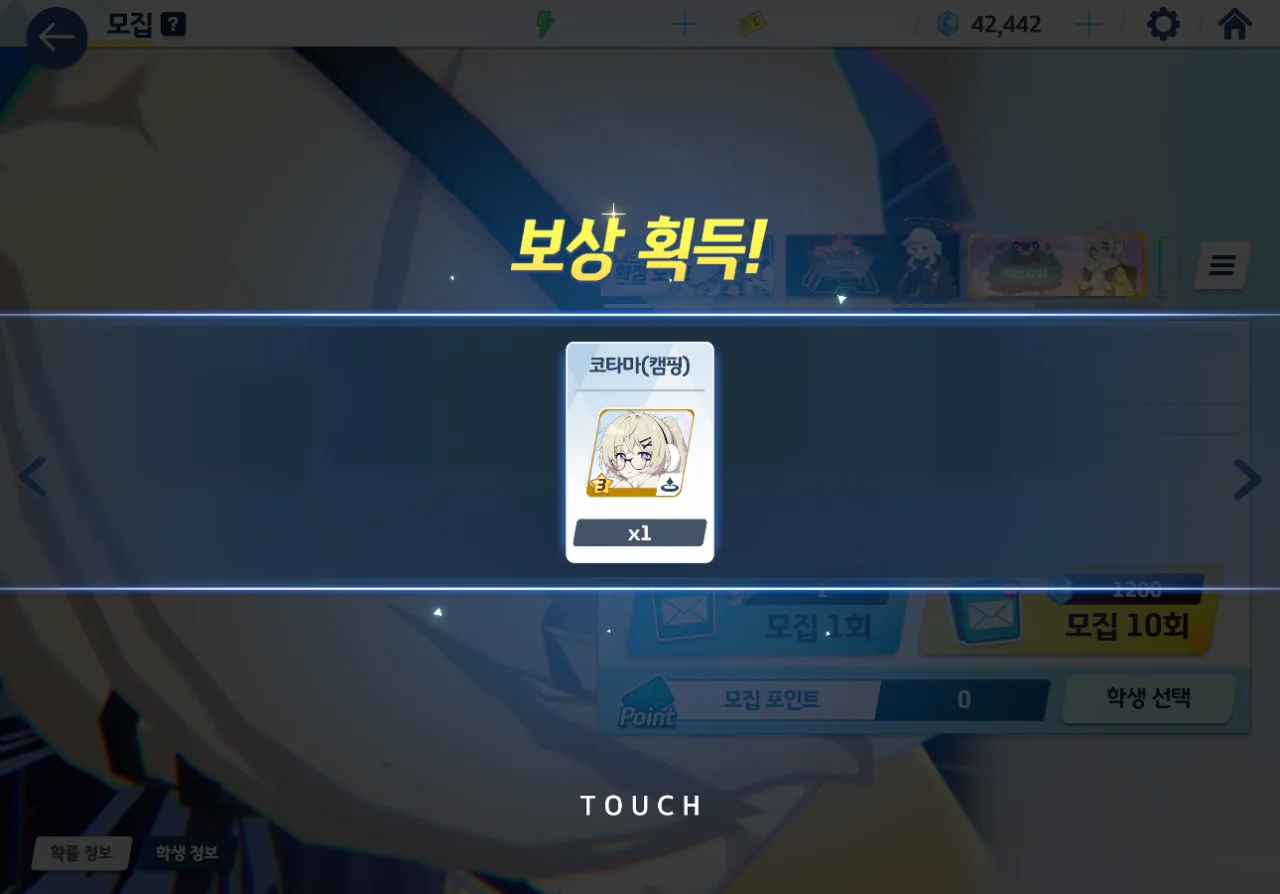 모집 ?
42,442
보상 획득!
코타마(캠핑)
3
x1
1 1200
모집 1회 모집 10회
Point 모집 포인트 0 학생 선택
TOUCH
확률 정보 학생 정보